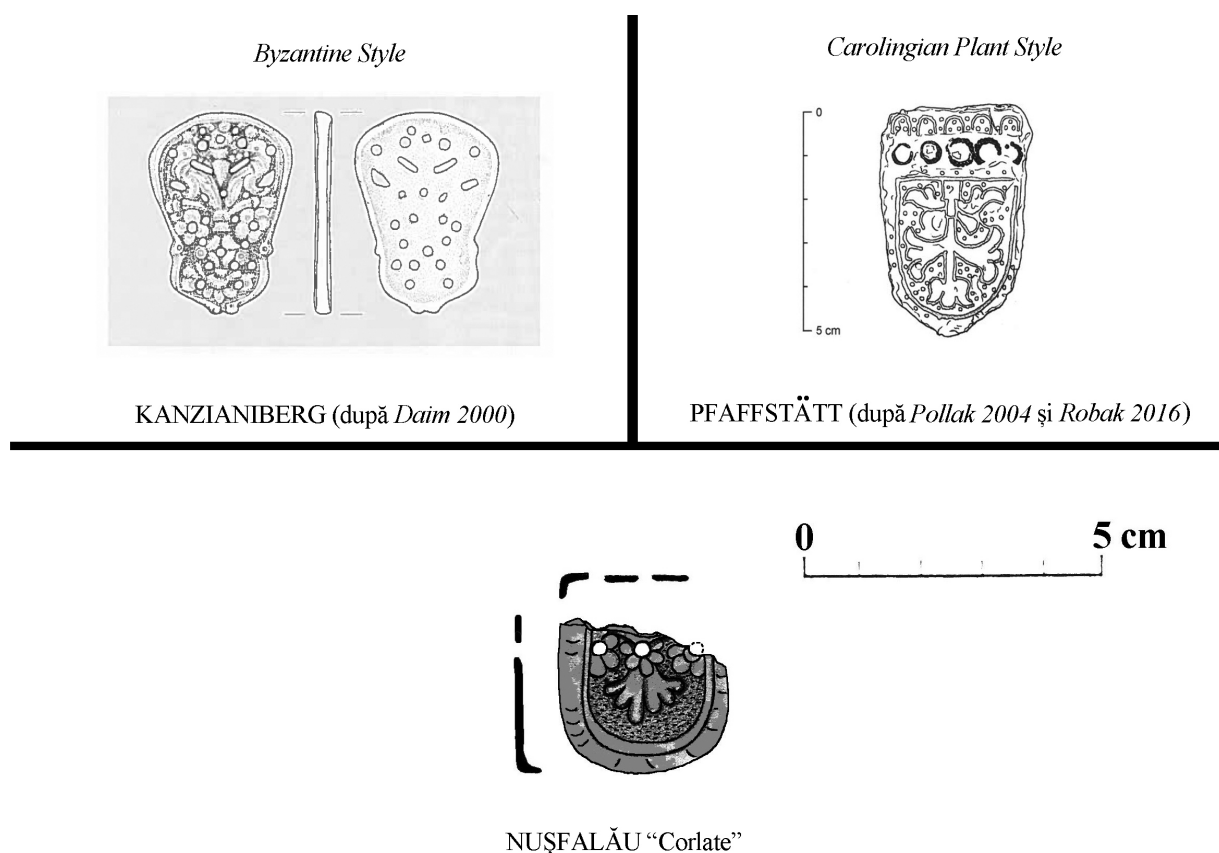 Byzantine Style
KANZIANIBERG (după Daim 2000)
Carolingian Plant Style
0
5 cm
PFAFFSTÄTT (după Pollak 2004 și Robak 2016)
0 5 cm
NUȘFALĂU “Corlate”